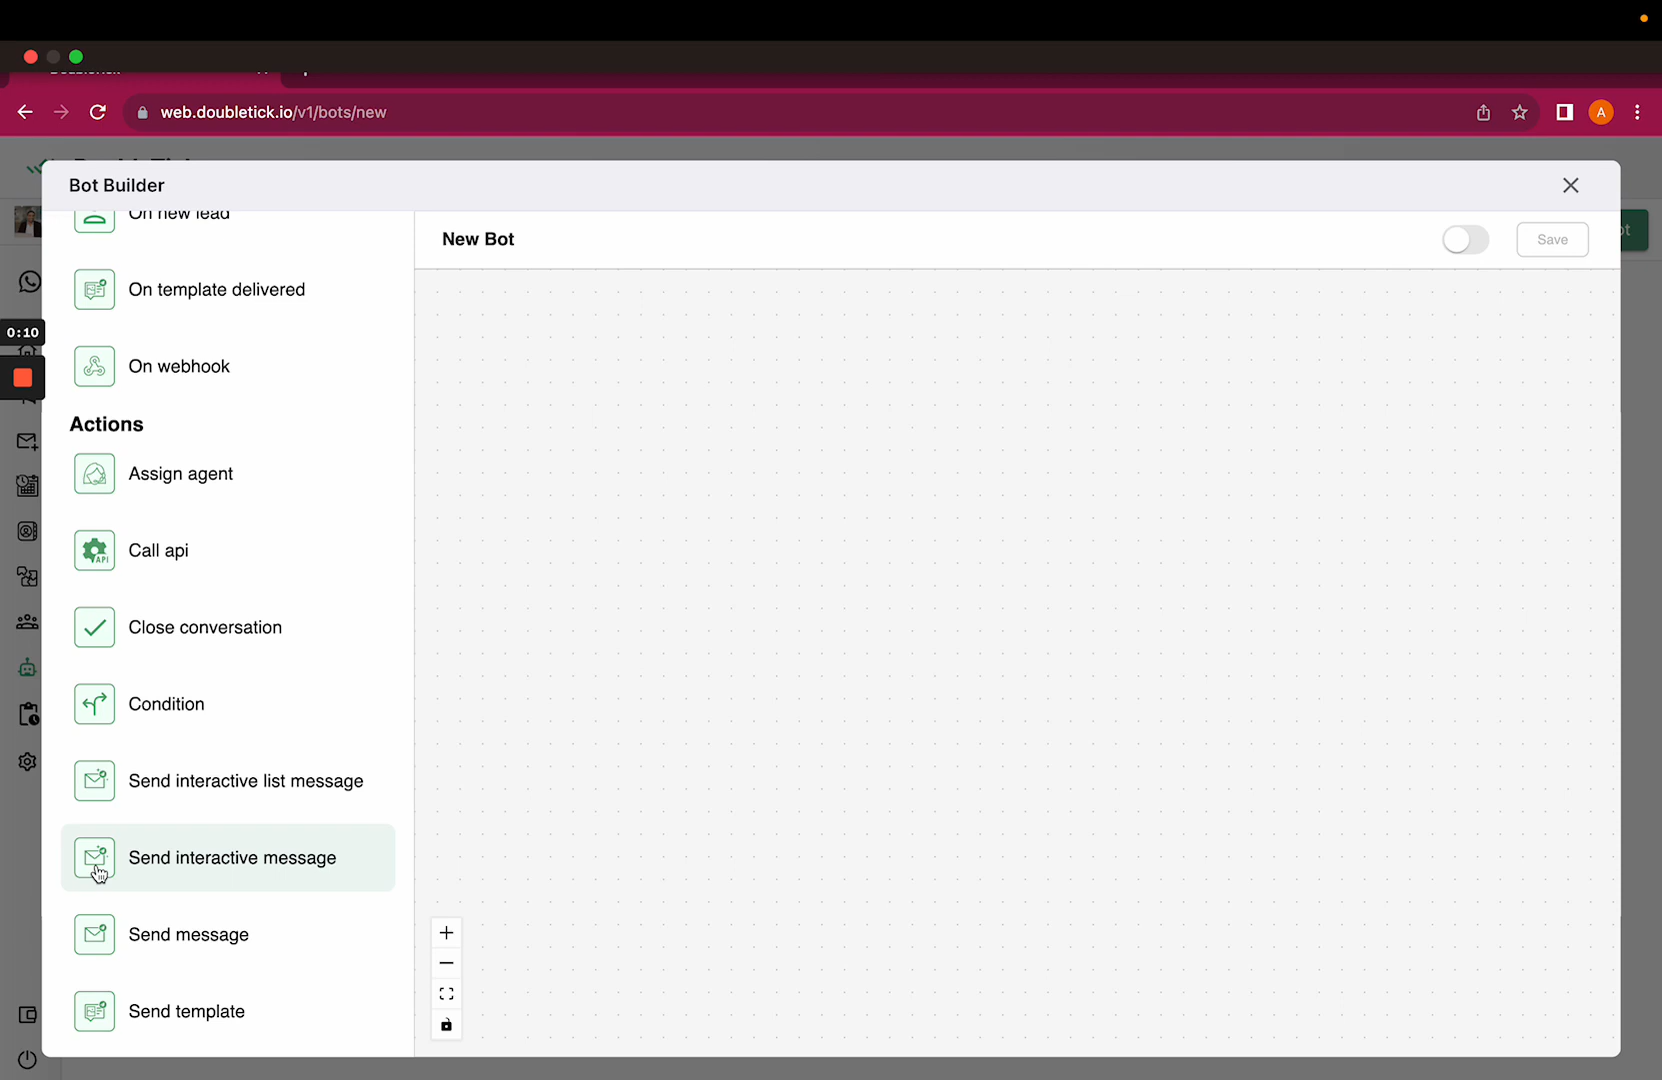 web.doubletick.io/v1/bots/new
A
Bot Builder
On new lead
New Bot
Save
On template delivered
0:10
On webhook
Actions
Assign agent
API
Call api
Close conversation
Condition
Send interactive list message
Send interactive message
Send message
Send template